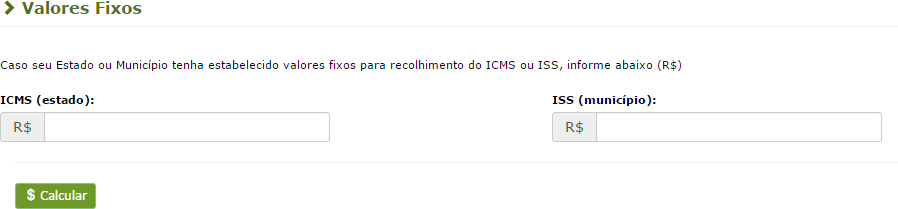 Valores Fixos
Caso seu Estado ou Município tenha estabelecido valores fixos para recolhimento do ICMS ou ISS, informe abaixo (R$)
ICMS (estado): ISS (município):
R$ R$
$ Calcular